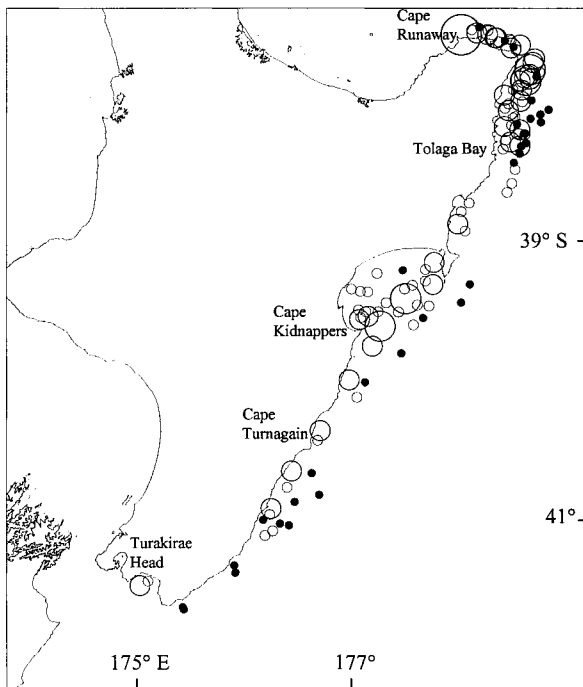 Cape
Runaway
Tolaga Bay
39° S
Cape
Kidnappers
Cape
Turnagain
41°
Turakirae
Head
175° E
177°